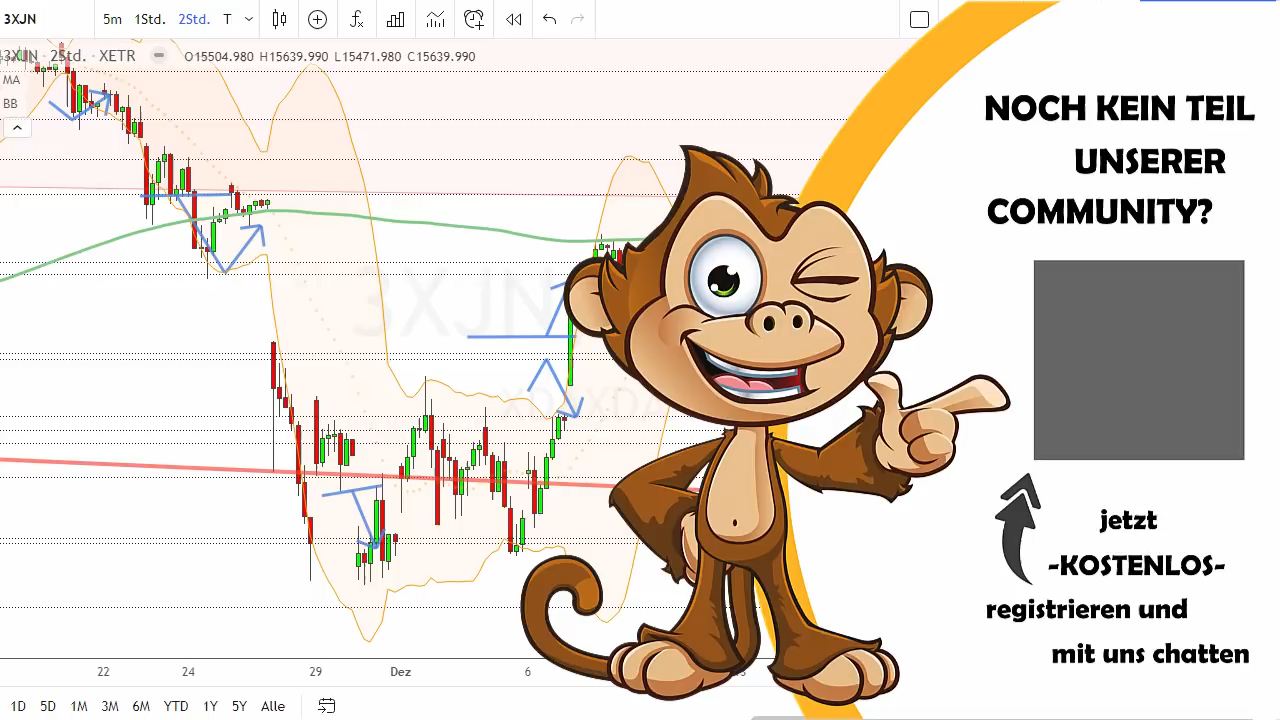 3XJN
5m 1Std. 2Std. T
3XJN · 2Std. · XETR O15504.980 H15639.990 L15471.980 C15639.990
MA
BB
3XJN
NOCH KEIN TEIL
UNSERER
COMMUNITY?
jetzt
-KOSTENLOS-
registrieren und
mit uns chatten
22 24 29 Dez 6
1D 5D 1M 3M 6M YTD 1Y 5Y Alle